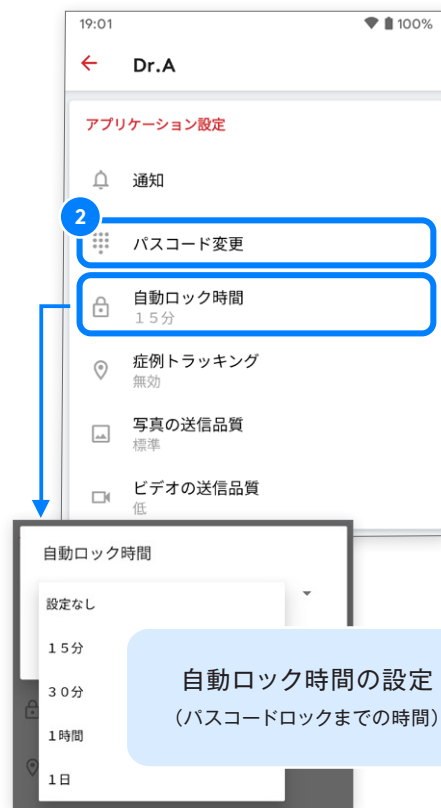 19:01
100%
Dr.A
アプリケーション設定
通知
2
パスコード変更
自動ロック時間
１５分
症例トラッキング
無効
写真の送信品質
標準
ビデオの送信品質
低
自動ロック時間
設定なし
１５分
３０分
１時間
１日
自動ロック時間の設定
（パスコードロックまでの時間）